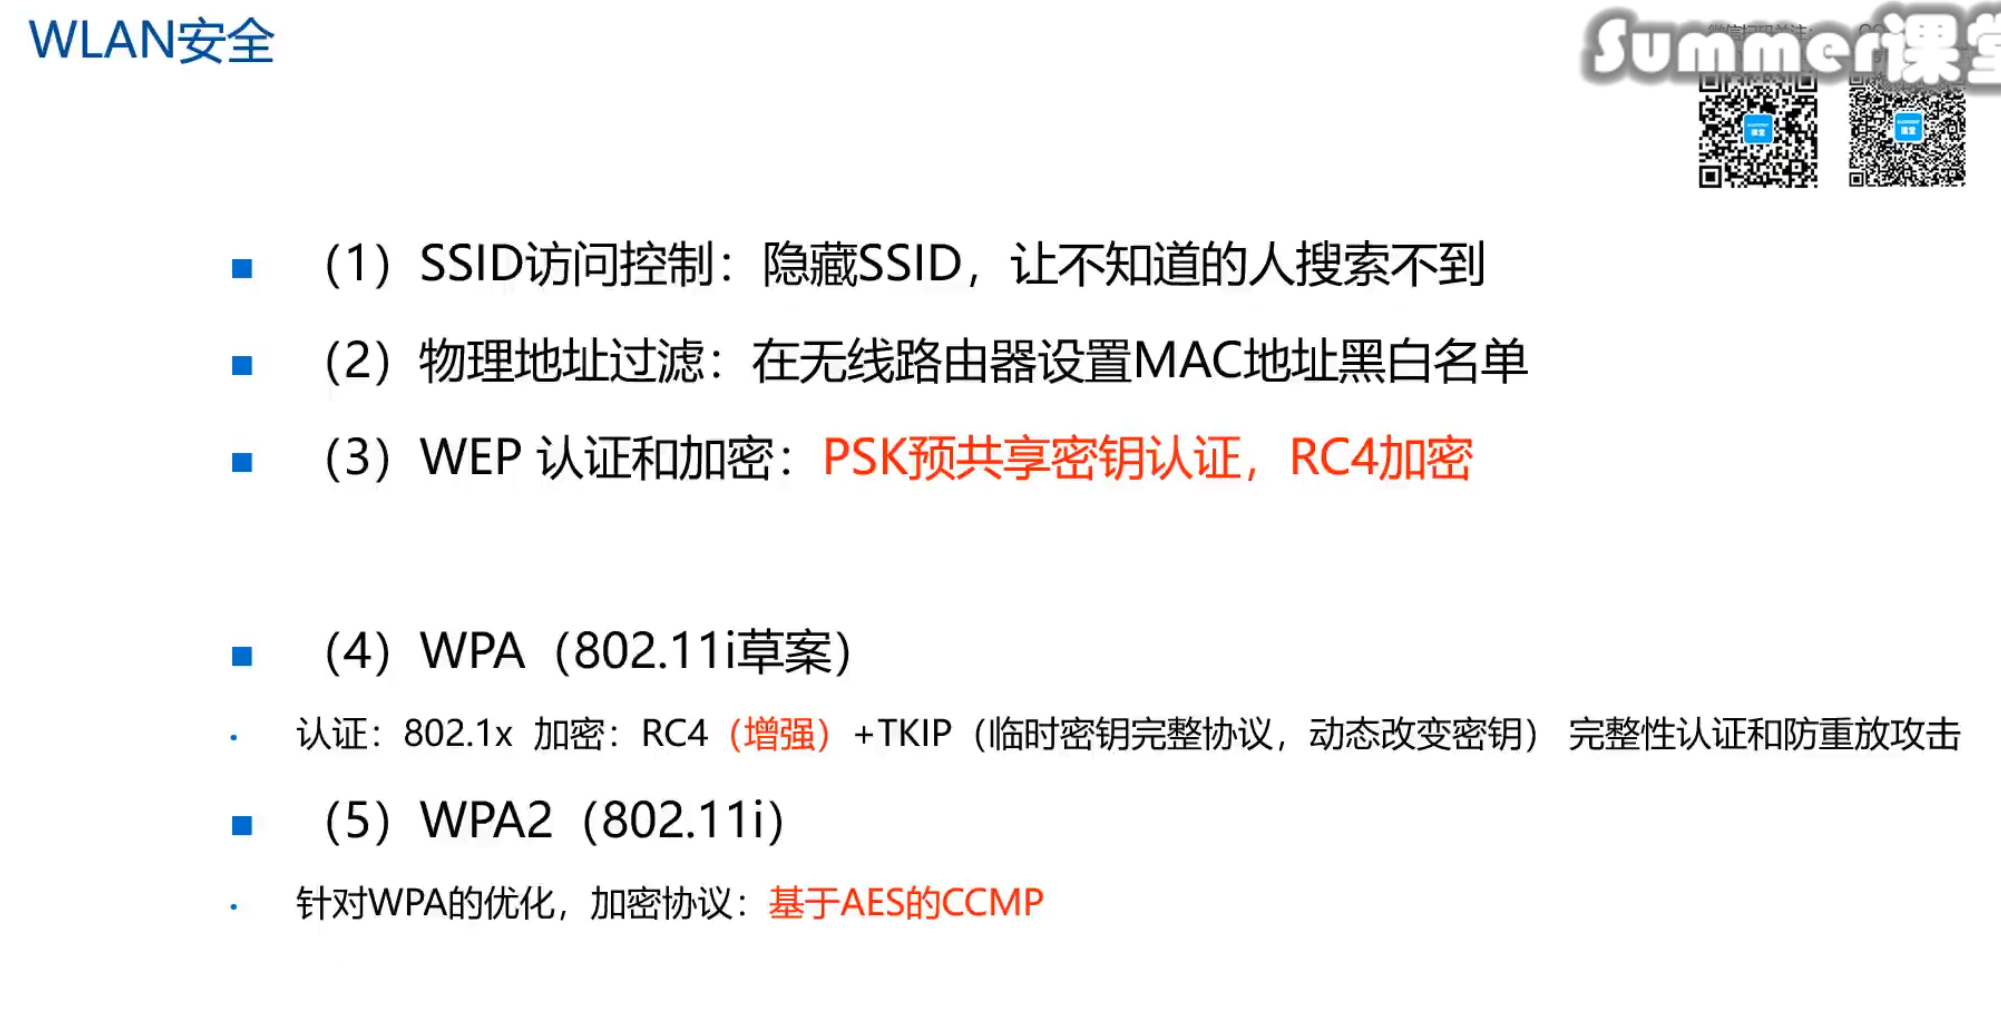 WLAN安全
Summer课堂
(1) SSID访问控制：隐藏SSID，让不知道的人搜索不到
(2) 物理地址过滤：在无线路由器设置MAC地址黑白名单
(3) WEP 认证和加密：PSK预共享密钥认证，RC4加密
(4) WPA（802.11i草案）
认证：802.1x 加密：RC4（增强）+TKIP（临时密钥完整协议，动态改变密钥） 完整性认证和防重放攻击
(5) WPA2（802.11i）
针对WPA的优化，加密协议：基于AES的CCMP